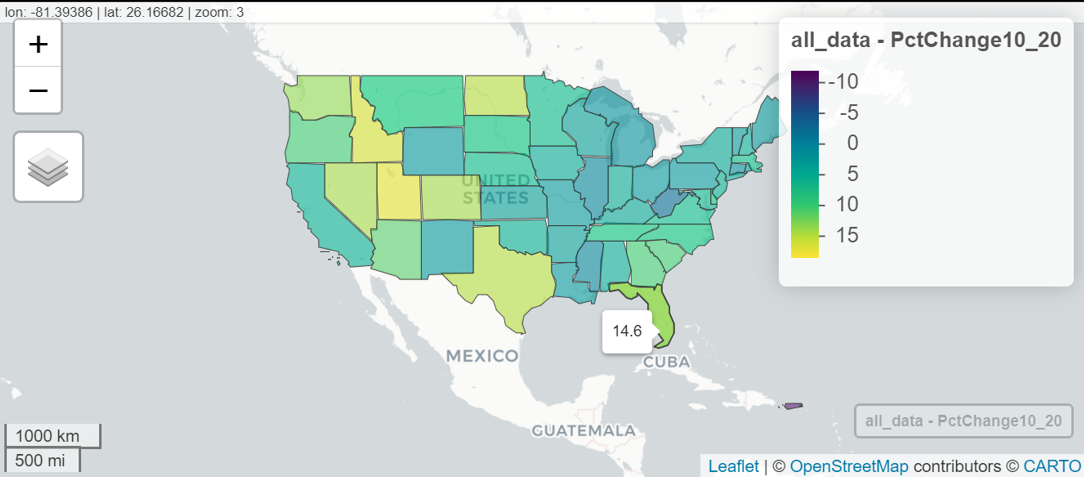 lon: -81.39386 | lat: 26.16682 | zoom: 3
+
−
all_data - PctChange10_20
-10
-5
0
5
10
15
UNITED
STATES
14.6
MEXICO
CUBA
GUATEMALA
all_data - PctChange10_20
1000 km
500 mi
Leaflet | © OpenStreetMap contributors © CARTO